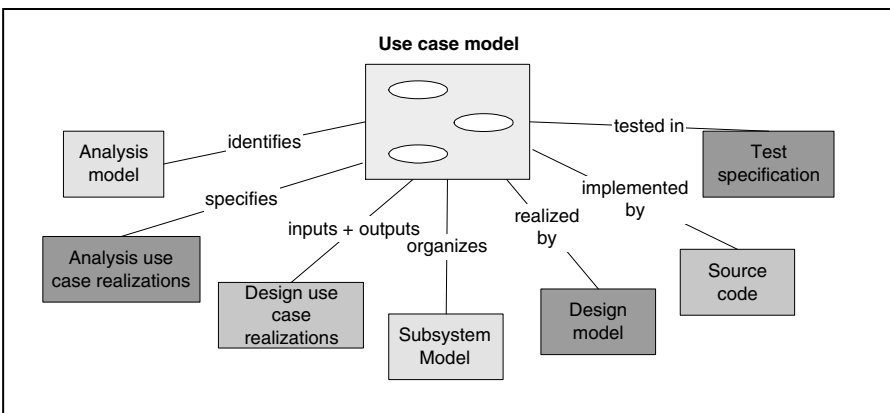 Use case model
identifies
tested in
Analysis
model
Test
specification
specifies
implemented
by
inputs + outputs
organizes
realized
by
Analysis use
case realizations
Design use
case
realizations
Subsystem
Model
Design
model
Source
code